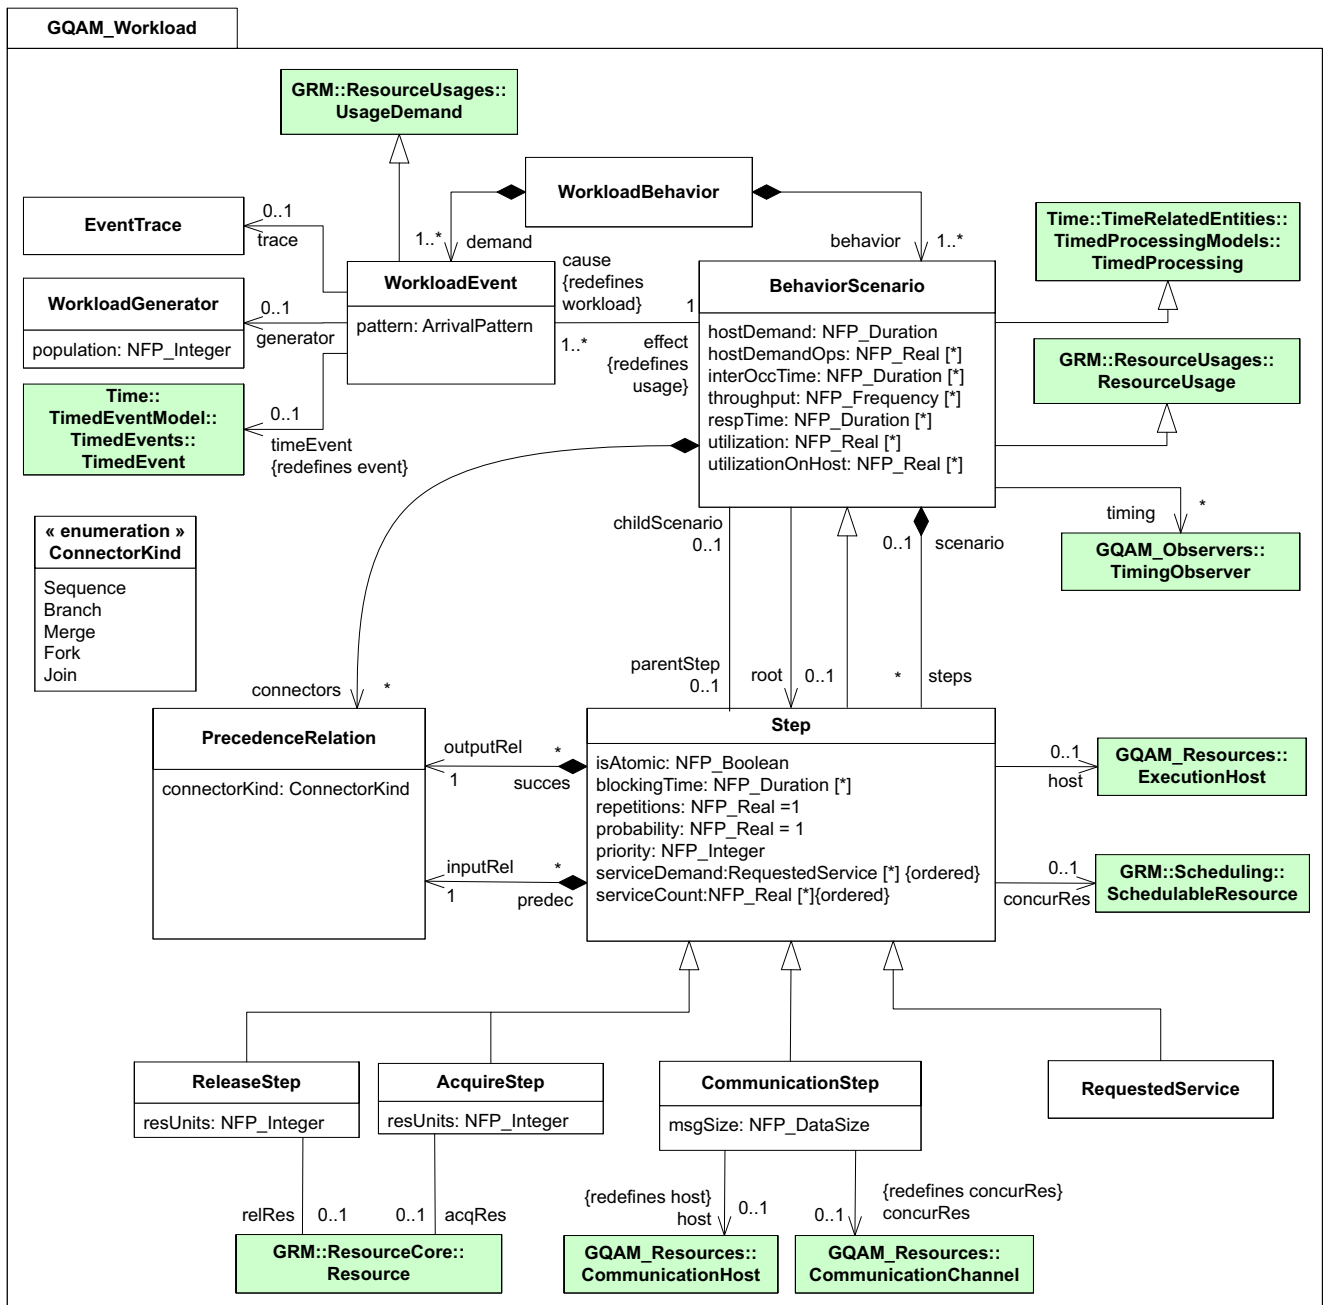 GQAM_Workload
GRM::ResourceUsages::
UsageDemand
WorkloadBehavior
EventTrace
0..1
trace
1..*
demand
behavior
1..*
Time::TimeRelatedEntities::
TimedProcessingModels::
TimedProcessing
WorkloadGenerator
population: NFP_Integer
0..1
generator
WorkloadEvent
pattern: ArrivalPattern
cause
{redefines
workload}
1
1..*
effect
{redefines
usage}
BehaviorScenario
hostDemand: NFP_Duration
hostDemandOps: NFP_Real [*]
interOccTime: NFP_Duration [*]
throughput: NFP_Frequency [*]
respTime: NFP_Duration [*]
utilization: NFP_Real [*]
utilizationOnHost: NFP_Real [*]
GRM::ResourceUsages::
ResourceUsage
Time::
TimedEventModel::
TimedEvents::
TimedEvent
0..1
timeEvent
{redefines event}
timing
*
GQAM_Observers::
TimingObserver
« enumeration »
ConnectorKind
Sequence
Branch
Merge
Fork
Join
childScenario
0..1
0..1
scenario
parentStep
0..1
root
0..1
*
steps
connectors
*
PrecedenceRelation
connectorKind: ConnectorKind
outputRel
*
1
succes
inputRel
*
1
predec
Step
isAtomic: NFP_Boolean
blockingTime: NFP_Duration [*]
repetitions: NFP_Real =1
probability: NFP_Real = 1
priority: NFP_Integer
serviceDemand:RequestedService [*] {ordered}
serviceCount:NFP_Real [*]{ordered}
0..1
host
GQAM_Resources::
ExecutionHost
0..1
concurRes
GRM::Scheduling::
SchedulableResource
ReleaseStep
resUnits: NFP_Integer
AcquireStep
resUnits: NFP_Integer
CommunicationStep
msgSize: NFP_DataSize
RequestedService
relRes
0..1
0..1
acqRes
{redefines host}
host
0..1
{redefines concurRes}
0..1
concurRes
GRM::ResourceCore::
Resource
GQAM_Resources::
CommunicationHost
GQAM_Resources::
CommunicationChannel